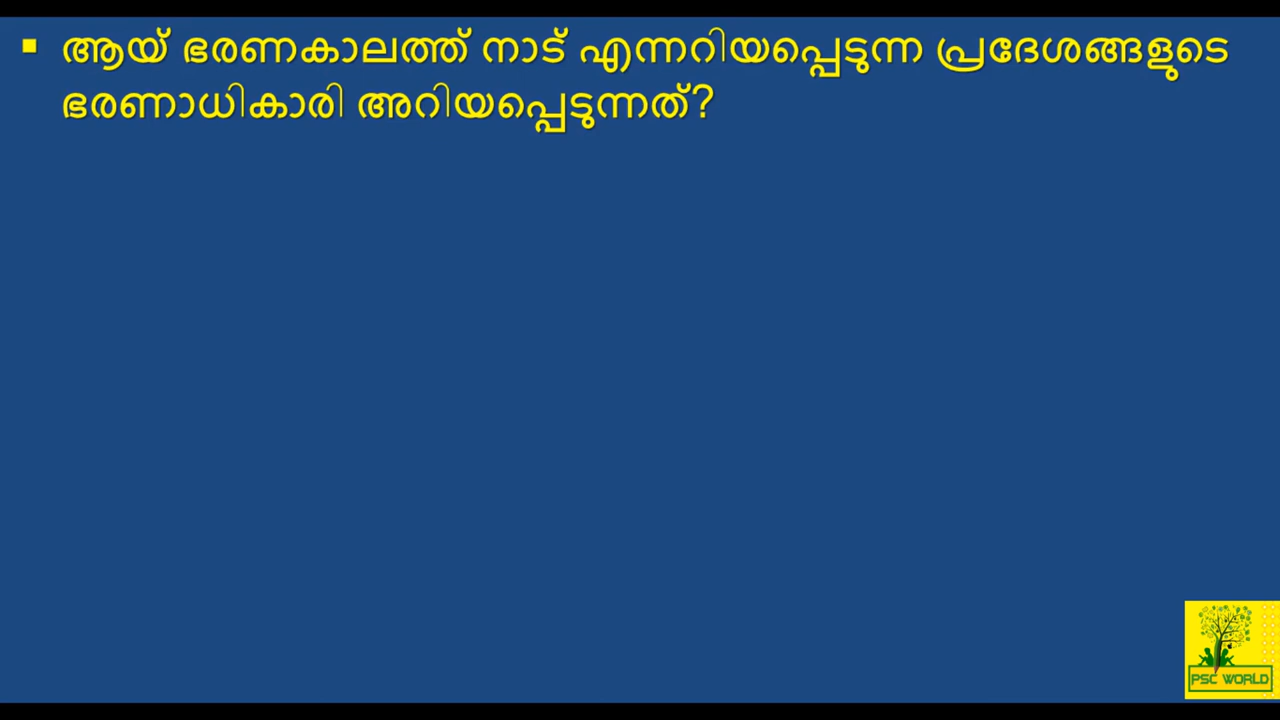 ആയ് ഭരണകാലത്ത് നാട് എന്നറിയപ്പെടുന്ന പ്രദേശങ്ങളുടെ
ഭരണാധികാരി അറിയപ്പെടുന്നത്?
PSC WORLD